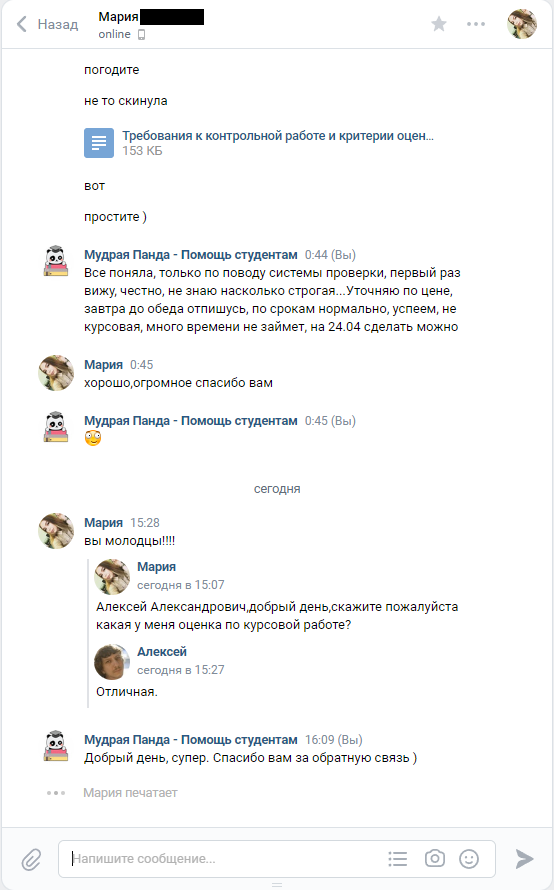 Назад
Мария
online
погодите
не то скинула
Требования к контрольной работе и критерии оцен...
153 КБ
вот
простите )
Мудрая Панда - Помощь студентам 0:44 (Вы)
Все поняла, только по поводу системы проверки, первый раз
вижу, честно, не знаю насколько строгая...Уточняю по цене,
завтра до обеда отпишусь, по срокам нормально, успеем, не
курсовая, много времени не займет, на 24.04 сделать можно
Мария 0:45
хорошо,огромное спасибо вам
Мудрая Панда - Помощь студентам 0:45 (Вы)
сегодня
Мария 15:28
вы молодцы!!!!
Мария
сегодня в 15:07
Алексей Александрович,добрый день,скажите пожалуйста
какая у меня оценка по курсовой работе?
Алексей
сегодня в 15:27
Отличная.
Мудрая Панда - Помощь студентам 16:09 (Вы)
Добрый день, супер. Спасибо вам за обратную связь )
Мария печатает
Напишите сообщение...